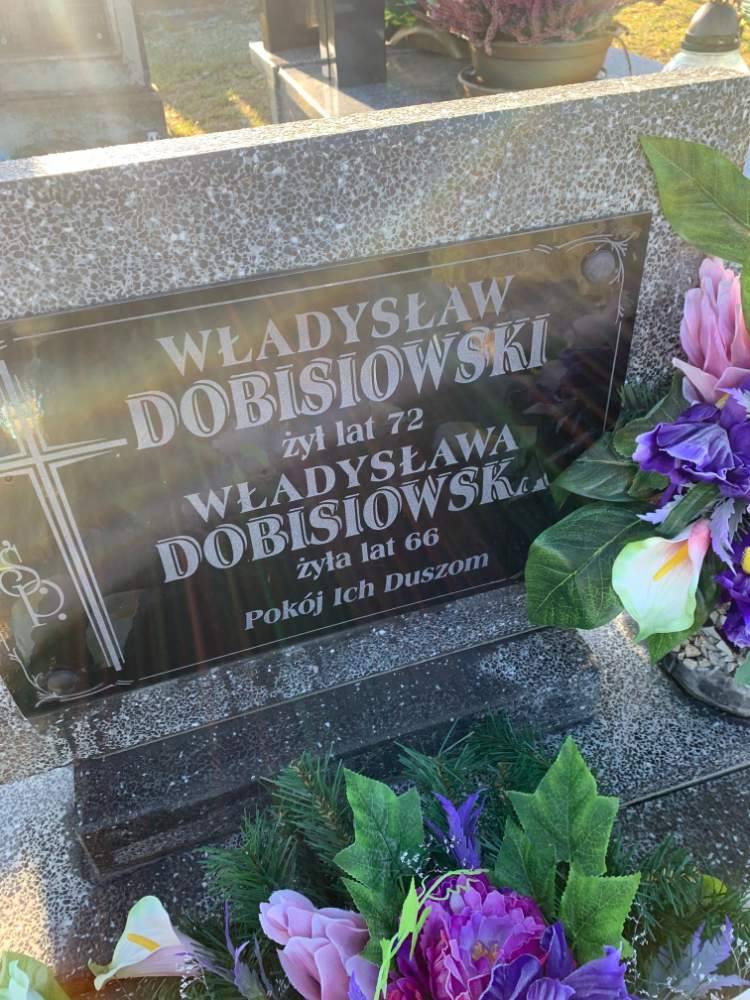 WŁADYSŁAW
DOBISIOWSKI
żył lat 72
WŁADYSŁAWA
DOBISIOWSKA
żyła lat 66
Pokój Ich Duszom
Ś.P.